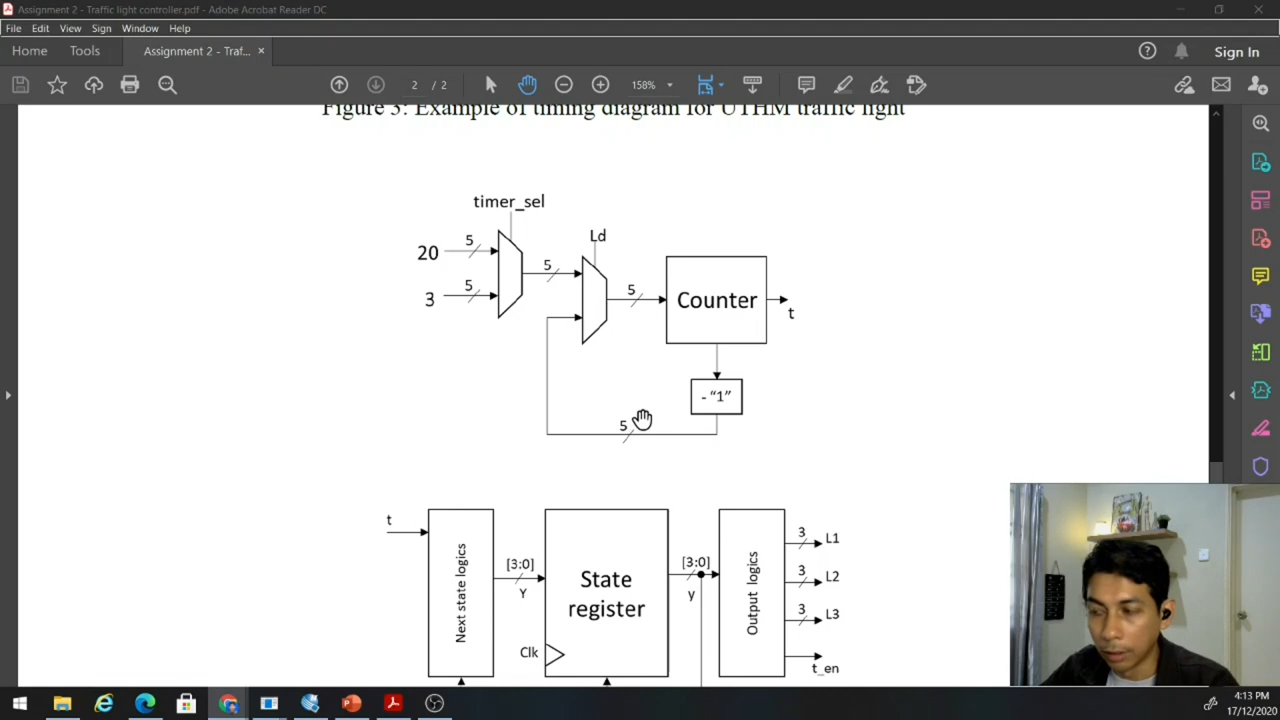 Assignment 2 - Traffic light controller.pdf - Adobe Acrobat Reader DC
File Edit View Sign Window Help
Home Tools Assignment 2 - Traf... × Sign In
2 / 2 158%
Figure 3: Example of timing diagram for UTHM traffic light
timer_sel
Ld
20 5
5
5
3 5
Counter
t
- “1”
5
t
[3:0]
Y
Next state logics
State
register
Clk
[3:0]
y
Output logics
3 L1
3 L2
3 L3
t_en
4:13 PM
17/12/2020